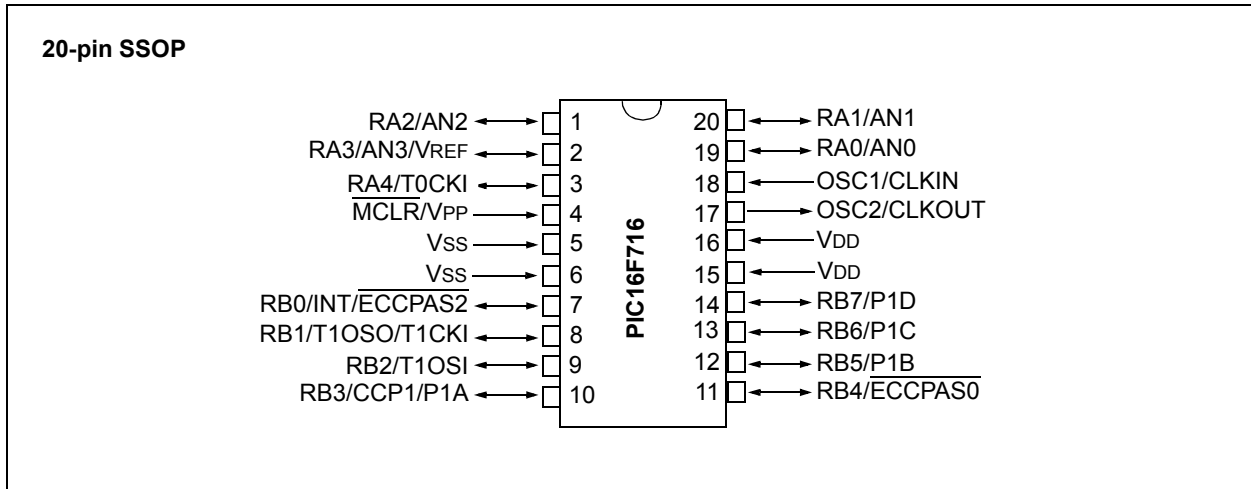 20-pin SSOP
RA2/AN2
RA3/AN3/VREF
RA4/T0CKI
MCLR/VPP
VSS
VSS
RB0/INT/ECCPAS2
RB1/T1OSO/T1CKI
RB2/T1OSI
RB3/CCP1/P1A
1
2
3
4
5
6
7
8
9
10
PIC16F716
20
19
18
17
16
15
14
13
12
11
RA1/AN1
RA0/AN0
OSC1/CLKIN
OSC2/CLKOUT
VDD
VDD
RB7/P1D
RB6/P1C
RB5/P1B
RB4/ECCPAS0